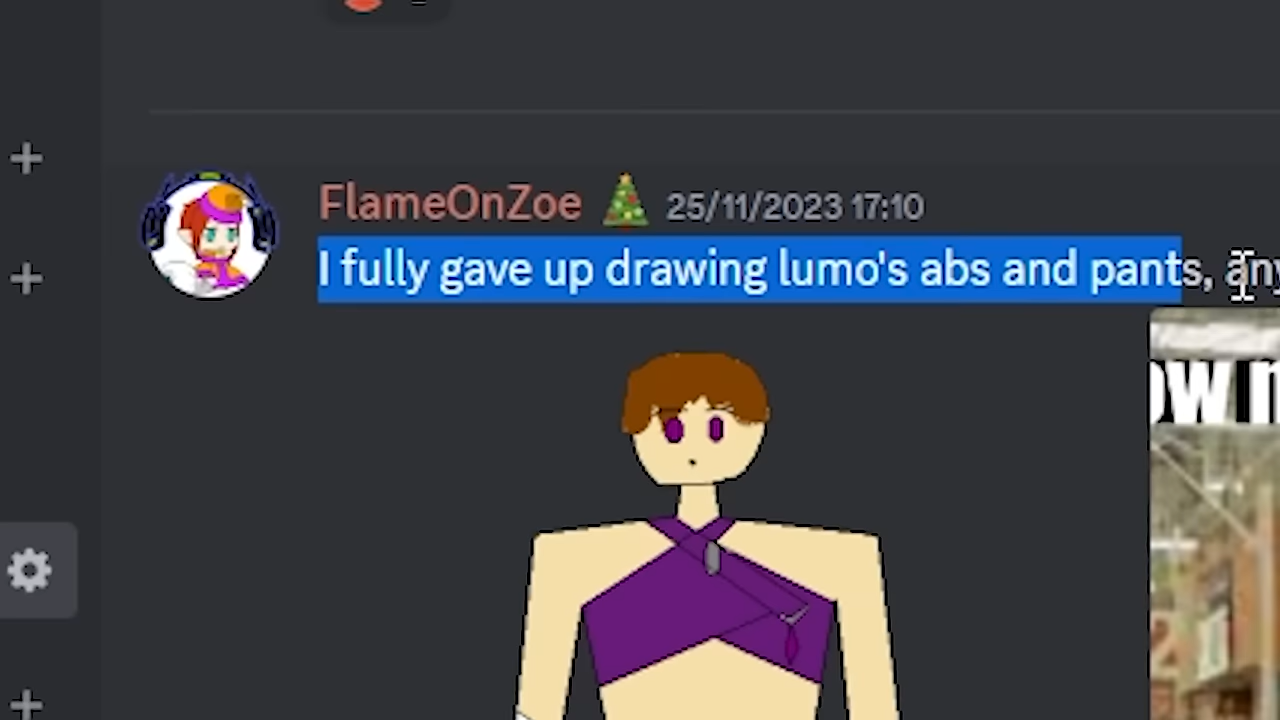 FlameOnZoe 25/11/2023 17:10
I fully gave up drawing lumo's abs and pants,